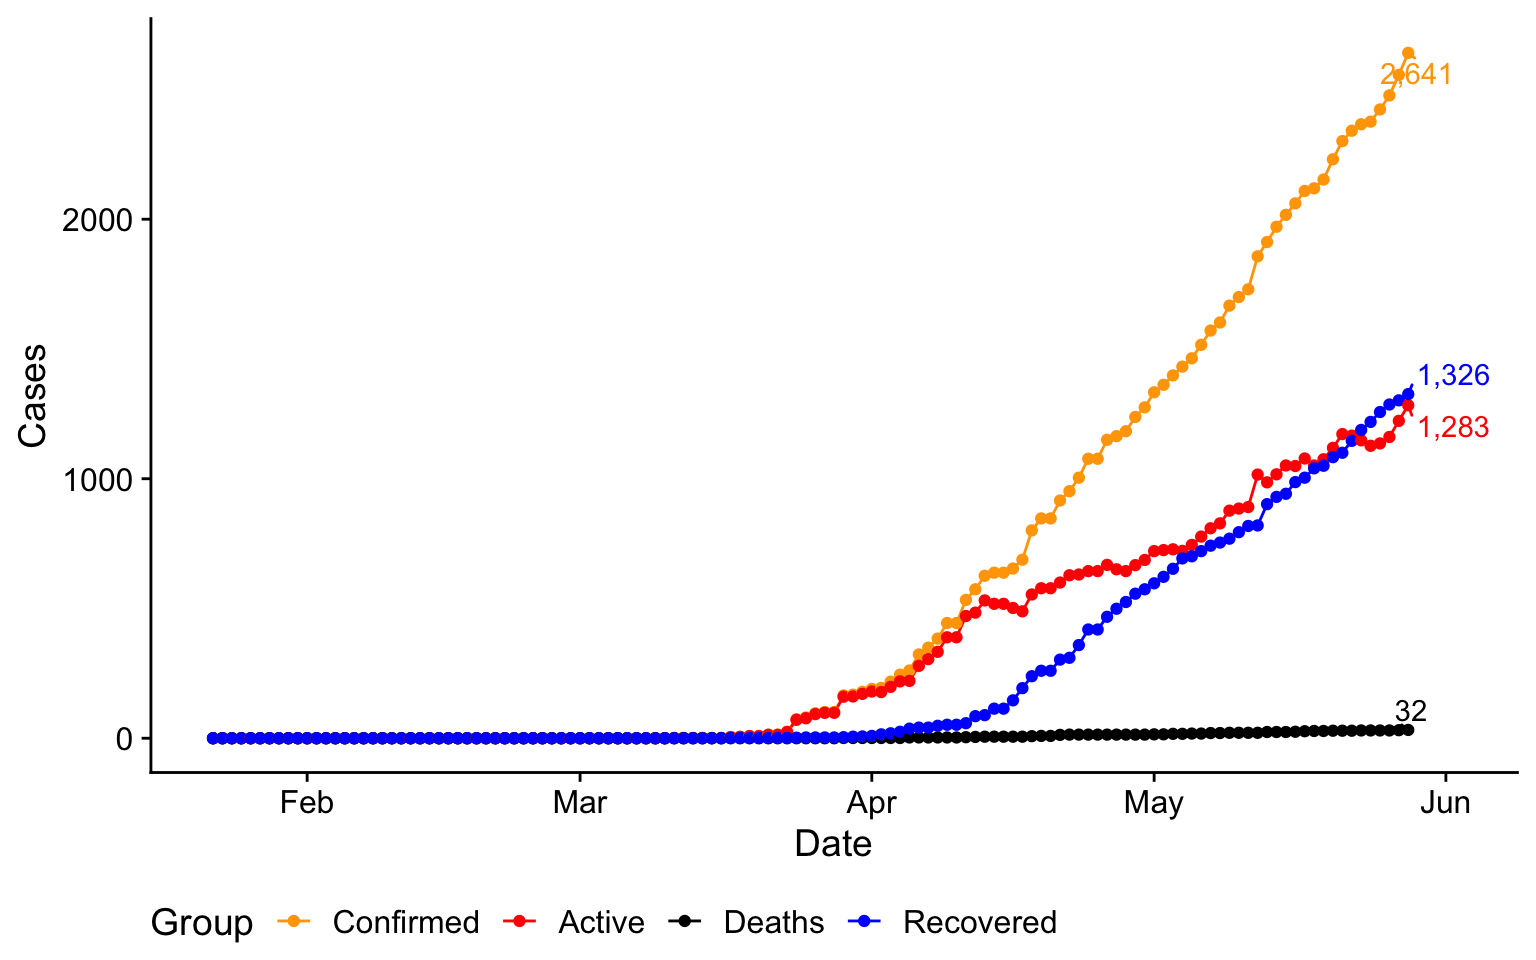 2,641
2000
1,326
1,283
1000
32
0
Cases
Feb Mar Apr May Jun
Date
Group Confirmed Active Deaths Recovered